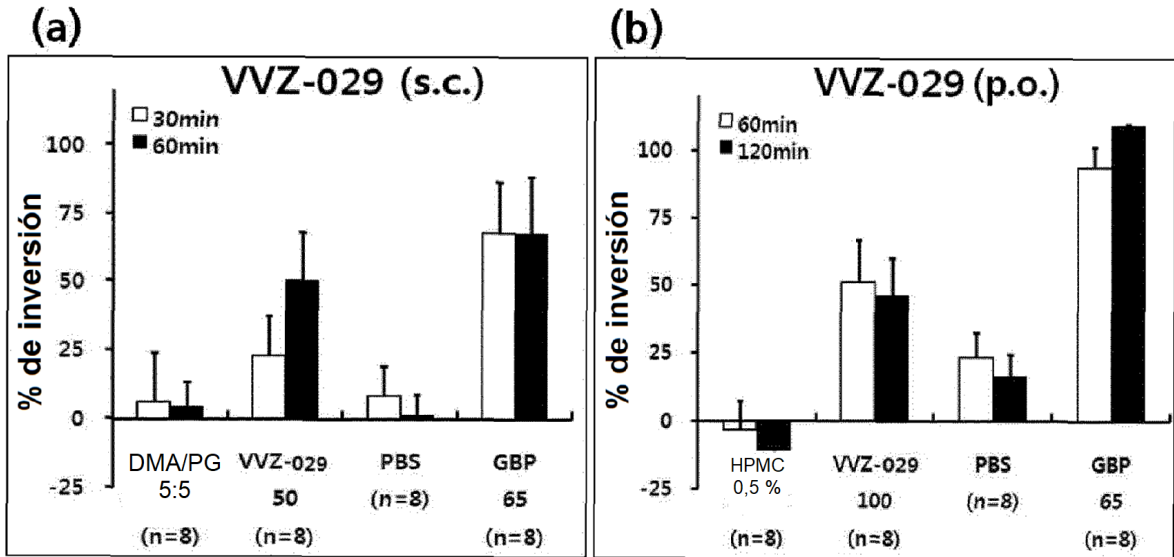 (a)
VVZ-029 (s.c.)
30min
60min
100
75
50
25
0
-25
% de inversión
DMA/PG
5:5
(n=8)
VVZ-029
50
(n=8)
PBS
(n=8)
GBP
65
(n=8)
(b)
VVZ-029 (p.o.)
60min
120min
100
75
50
25
0
-25
% de inversión
HPMC
0,5 %
(n=8)
VVZ-029
100
(n=8)
PBS
(n=8)
GBP
65
(n=8)